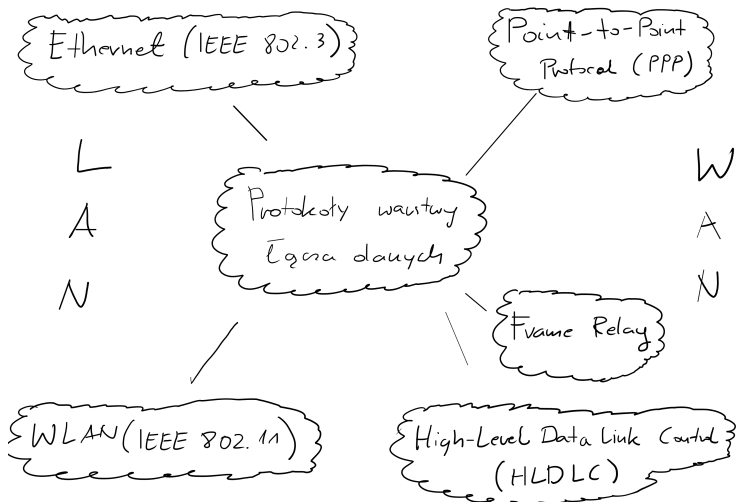 Ethernet (IEEE 802.3)
Point-to-Point
Protocol (PPP)
L
A
N
W
A
N
Protokoły warstwy
łącza danych
Frame Relay
WLAN (IEEE 802.11)
High-Level Data Link Control
(HLDLC)